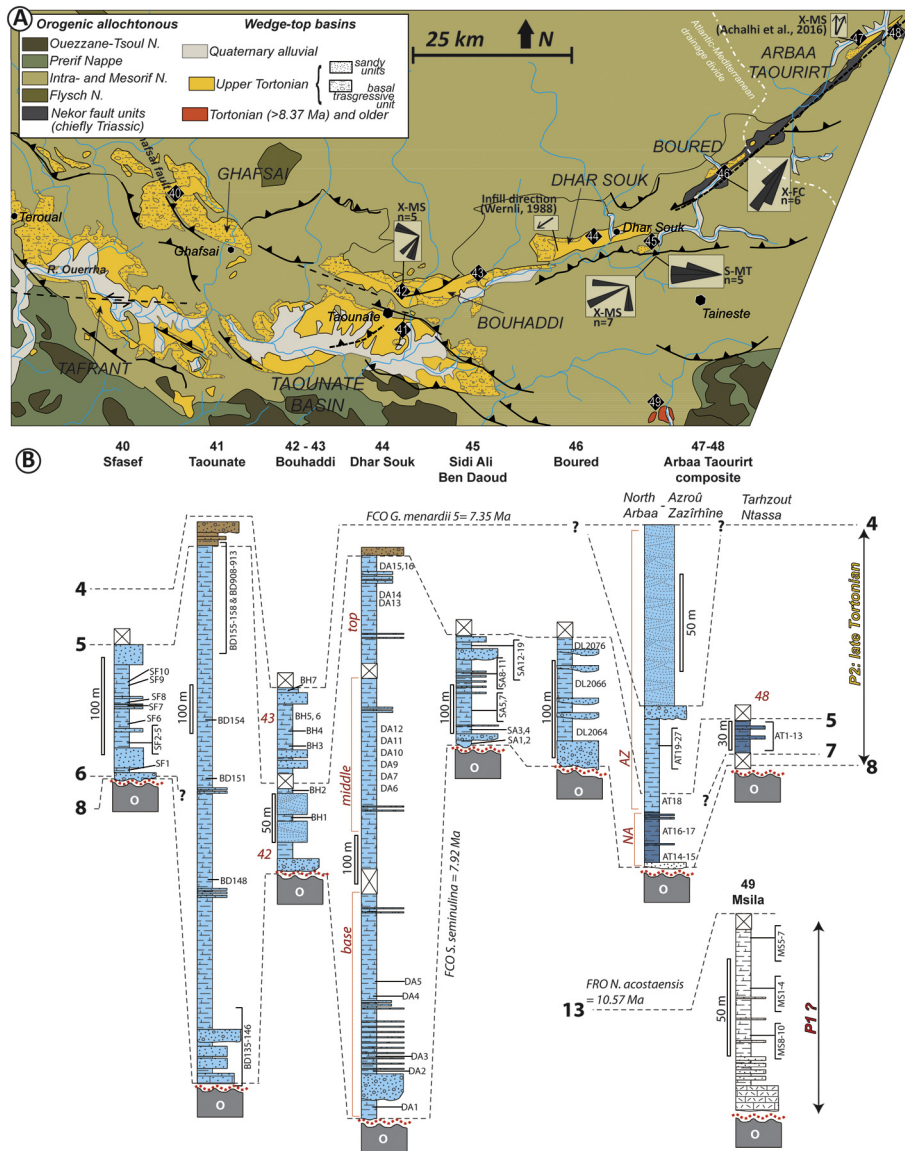 A
Orogenic allochtonous
Ouezzane-Tsoul N.
Prerif Nappe
Intra- and Mesorif N.
Flysch N.
Nekor fault units
(chiefly Triassic)
Wedge-top basins
Quaternary alluvial
Upper Tortonian
sandy
units
basal
trasgressive
unit
Tortonian (>8.37 Ma) and older
25 km
N
Atlantic-Mediterranean
drainage divide
X-MS
(Achalhi et al., 2016)
47
48
ARBAA
TAOURIRT
BOURED
46
X-FC
n=6
hafsai fault
40
GHAFSAI
Ghafsai
Teroual
R. Ouerrha
X-MS
n=5
Infill direction
(Wernli, 1988)
DHAR SOUK
44
Dhar Souk
45
43
42
S-MT
n=5
X-MS
n=7
Taineste
Taounate
41
BOUHADDI
TAFRANT
TAOUNATE
BASIN
49
B
40
Sfasef
41
Taounate
42 - 43
Bouhaddi
44
Dhar Souk
45
Sidi Ali
Ben Daoud
46
Boured
47-48
Arbaa Taourirt
composite
North
Arbaa
-
Azroû
Zazîrhîne
Tarhzout
Ntassa
FCO G. menardii 5= 7.35 Ma
?
?
?
4
4
5
6
8
?
100 m
SF10
SF9
SF8
SF7
SF6
SF2-5
SF1
O
BD155-158 & BD908-913
100 m
BD154
BD151
BD148
BD135-146
O
43
BH7
BH5, 6
BH4
BH3
BH2
50 m
BH1
42
O
top
DA15,16
DA14
DA13
middle
DA12
DA11
DA10
DA9
DA7
DA6
100 m
base
DA5
DA4
DA3
DA2
DA1
O
FCO S. seminulina = 7.92 Ma
100 m
SA12-19
SA8-11
SA5,7
SA3,4
SA1,2
O
100 m
DL2076
DL2066
DL2064
O
50 m
AZ
AT19-27
AT18
NA
AT16-17
AT14-15
O
?
48
30 m
AT1-13
O
5
7
8
P2: late Tortonian
49
Msila
FRO N. acostaensis
= 10.57 Ma
13
50 m
MS5-7
MS1-4
MS8-10
P1 ?
O